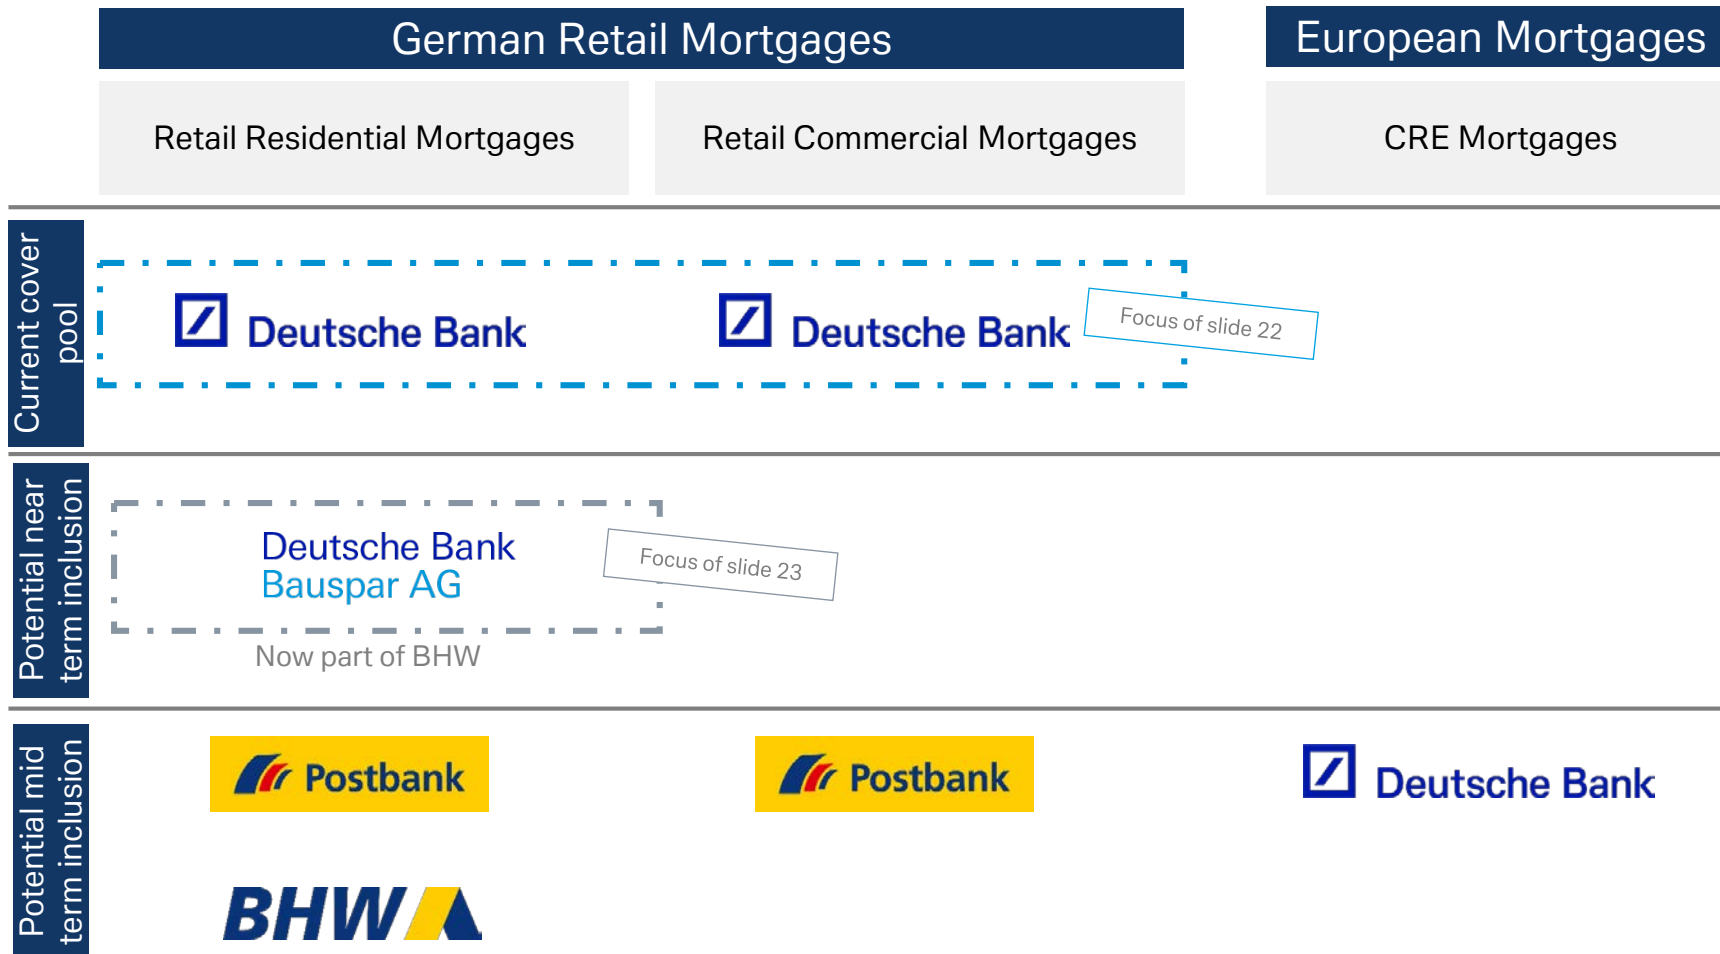 German Retail Mortgages
European Mortgages
Retail Residential Mortgages
Retail Commercial Mortgages
CRE Mortgages
Current cover
pool
Deutsche Bank
Deutsche Bank
Focus of slide 22
Potential near
term inclusion
Deutsche Bank
Bauspar AG
Focus of slide 23
Now part of BHW
Potential mid
term inclusion
Postbank
Postbank
Deutsche Bank
BHW